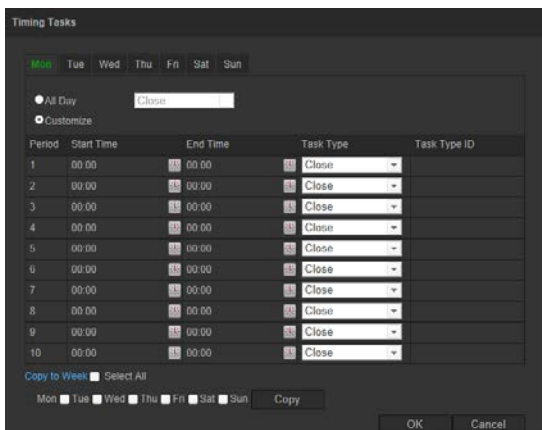 Timing Tasks
Mon Tue Wed Thu Fri Sat Sun
All Day Close
Customize
Period Start Time End Time Task Type Task Type ID
1 00:00 00:00 Close
2 00:00 00:00 Close
3 00:00 00:00 Close
4 00:00 00:00 Close
5 00:00 00:00 Close
6 00:00 00:00 Close
7 00:00 00:00 Close
8 00:00 00:00 Close
9 00:00 00:00 Close
10 00:00 00:00 Close
Copy to Week Select All
Mon Tue Wed Thu Fri Sat Sun Copy
OK Cancel